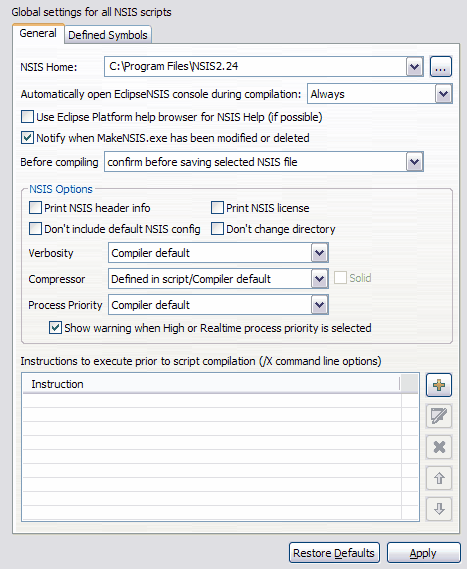 Global settings for all NSIS scripts
General Defined Symbols
NSIS Home: C:\Program Files\NSIS2.24 ...
Automatically open EclipseNSIS console during compilation: Always
Use Eclipse Platform help browser for NSIS Help (if possible)
Notify when MakeNSIS.exe has been modified or deleted
Before compiling confirm before saving selected NSIS file
NSIS Options
Print NSIS header info Print NSIS license
Don't include default NSIS config Don't change directory
Verbosity Compiler default
Compressor Defined in script/Compiler default Solid
Process Priority Compiler default
Show warning when High or Realtime process priority is selected
Instructions to execute prior to script compilation (/X command line options)
Instruction
Restore Defaults Apply